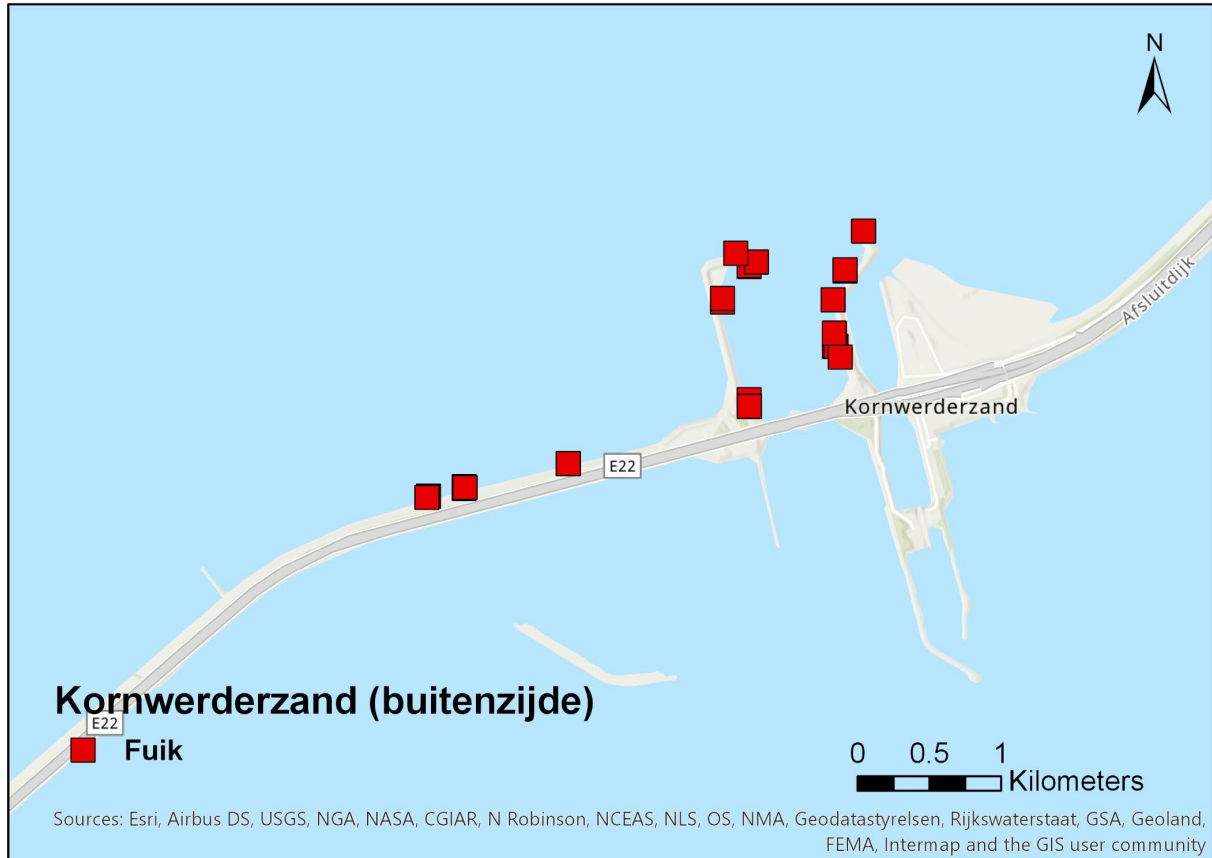 N
Afsluitdijk
Kornwerderzand
E22
Kornwerderzand (buitenzijde)
E22
Fuik
0 0.5 1
Kilometers
Sources: Esri, Airbus DS, USGS, NGA, NASA, CGIAR, N Robinson, NCEAS, NLS, OS, NMA, Geodatastyrelsen, Rijkswaterstaat, GSA, Geoland,
FEMA, Intermap and the GIS user community